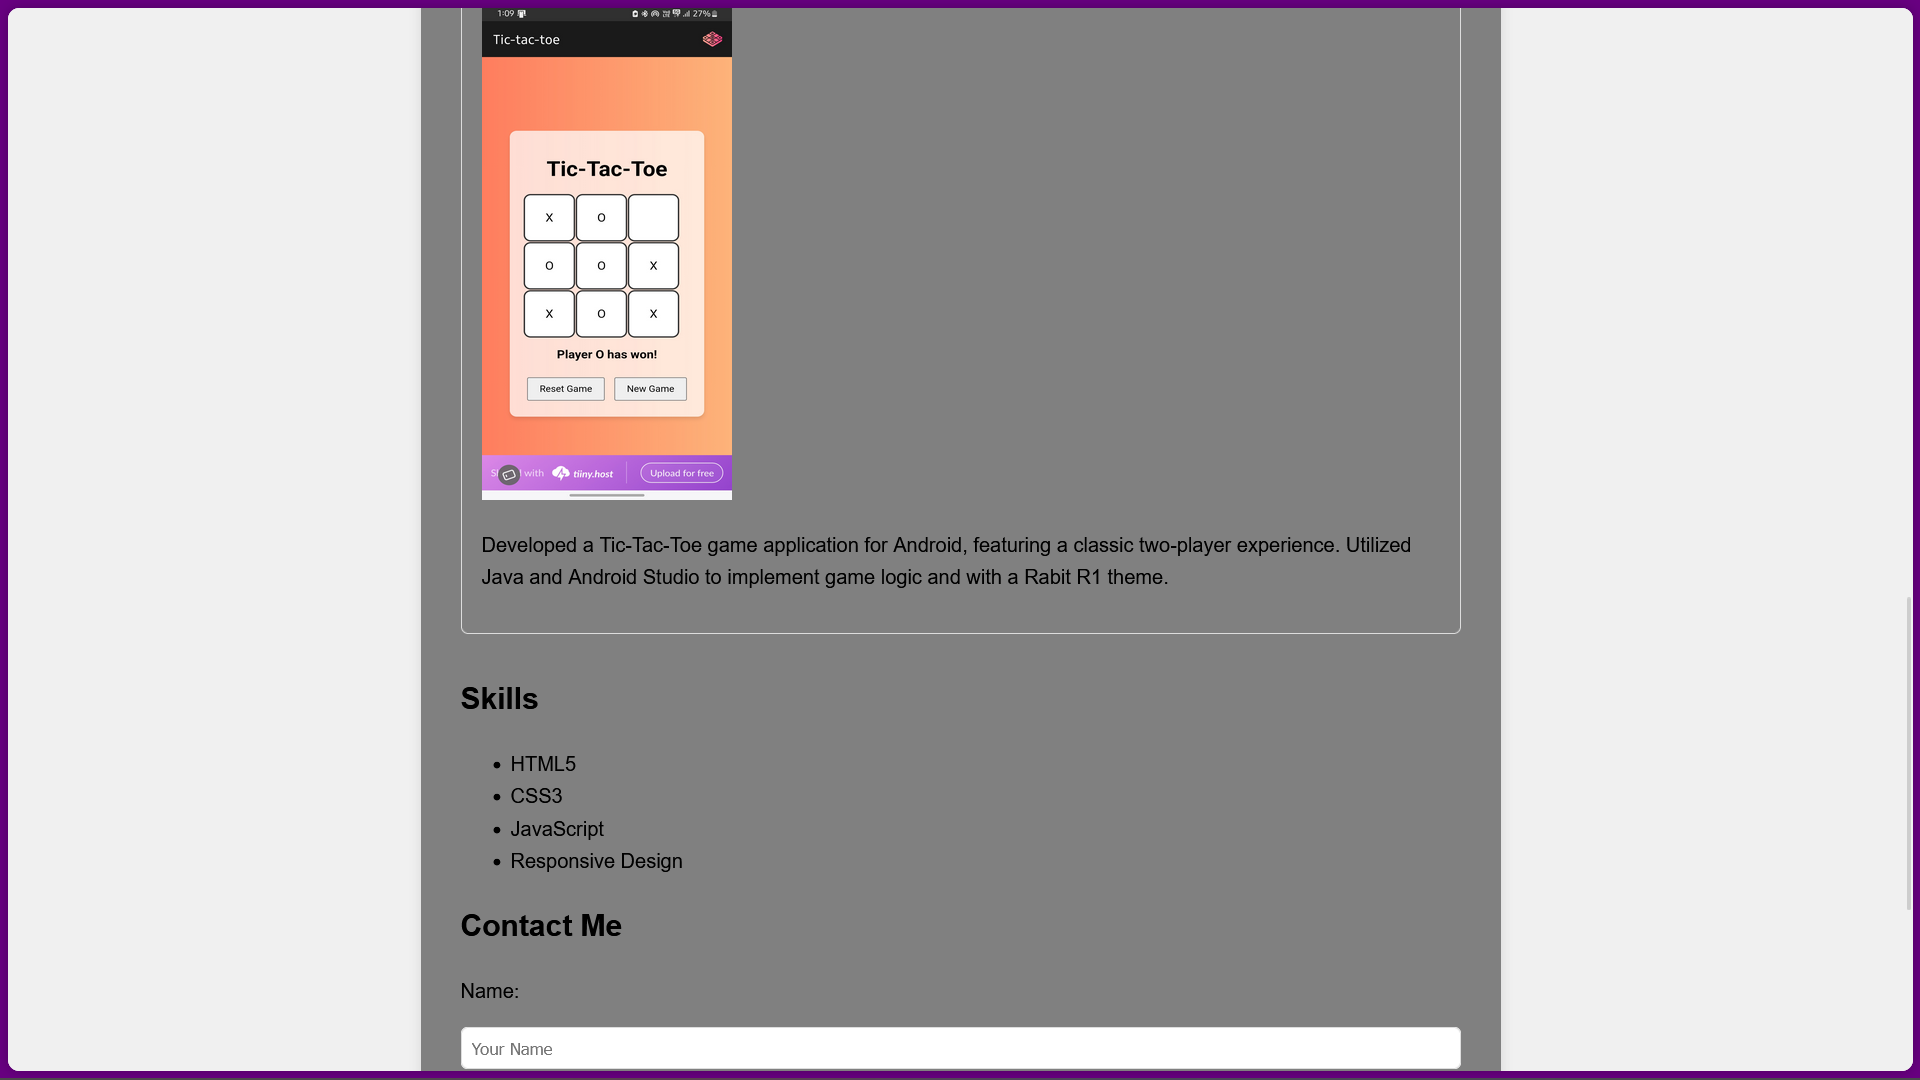 1:09 27%
Tic-tac-toe
Tic-Tac-Toe
X O
O O X
X O X
Player O has won!
Reset Game New Game
with tiiny.host Upload for free
Developed a Tic-Tac-Toe game application for Android, featuring a classic two-player experience. Utilized
Java and Android Studio to implement game logic and with a Rabit R1 theme.
Skills
• HTML5
• CSS3
• JavaScript
• Responsive Design
Contact Me
Name:
Your Name